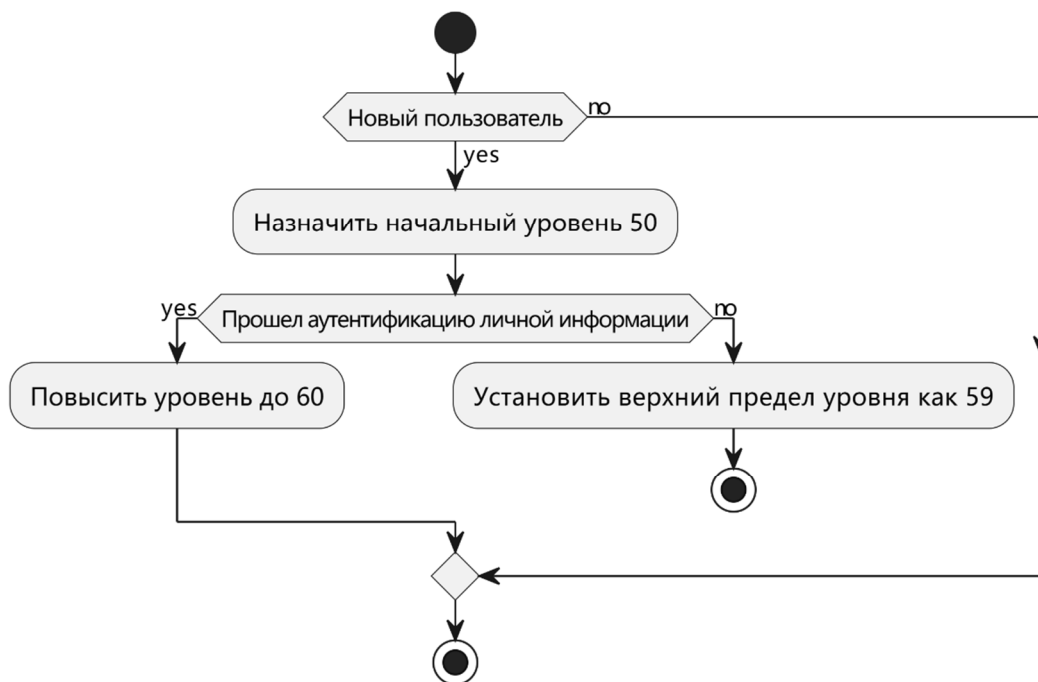 Новый пользователь
no
yes
Назначить начальный уровень 50
yes
Прошел аутентификацию личной информации
no
Повысить уровень до 60
Установить верхний предел уровня как 59